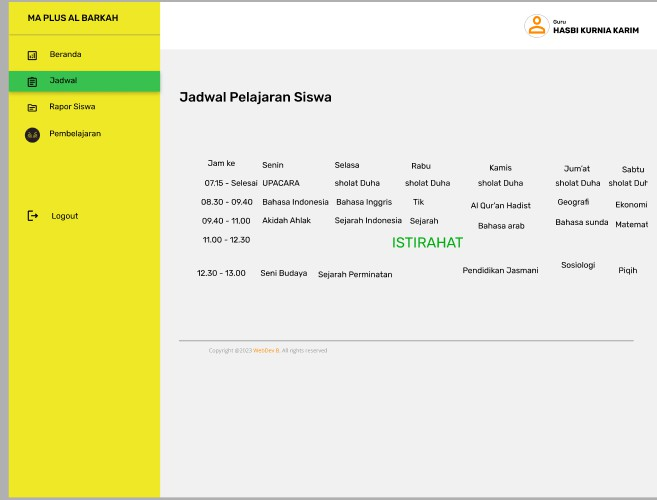 MA PLUS AL BARKAH
Guru
HASBI KURNIA KARIM
Beranda
Jadwal
Rapor Siswa
Pembelajaran
Logout
Jadwal Pelajaran Siswa
Jam ke Senin Selasa Rabu Kamis Jum'at Sabtu
07.15 - Selesai UPACARA sholat Duha sholat Duha sholat Duha sholat Duha sholat Duh
08.30 - 09.40 Bahasa Indonesia Bahasa Inggris Tik Al Qur'an Hadist Geografi Ekonomi
09.40 - 11.00 Akidah Ahlak Sejarah Indonesia Sejarah Bahasa arab Bahasa sunda Matemat
11.00 - 12.30 ISTIRAHAT
12.30 - 13.00 Seni Budaya Sejarah Perminatan Pendidikan Jasmani Sosiologi Piqih
Copyright @2023 WebDev B. All rights reserved